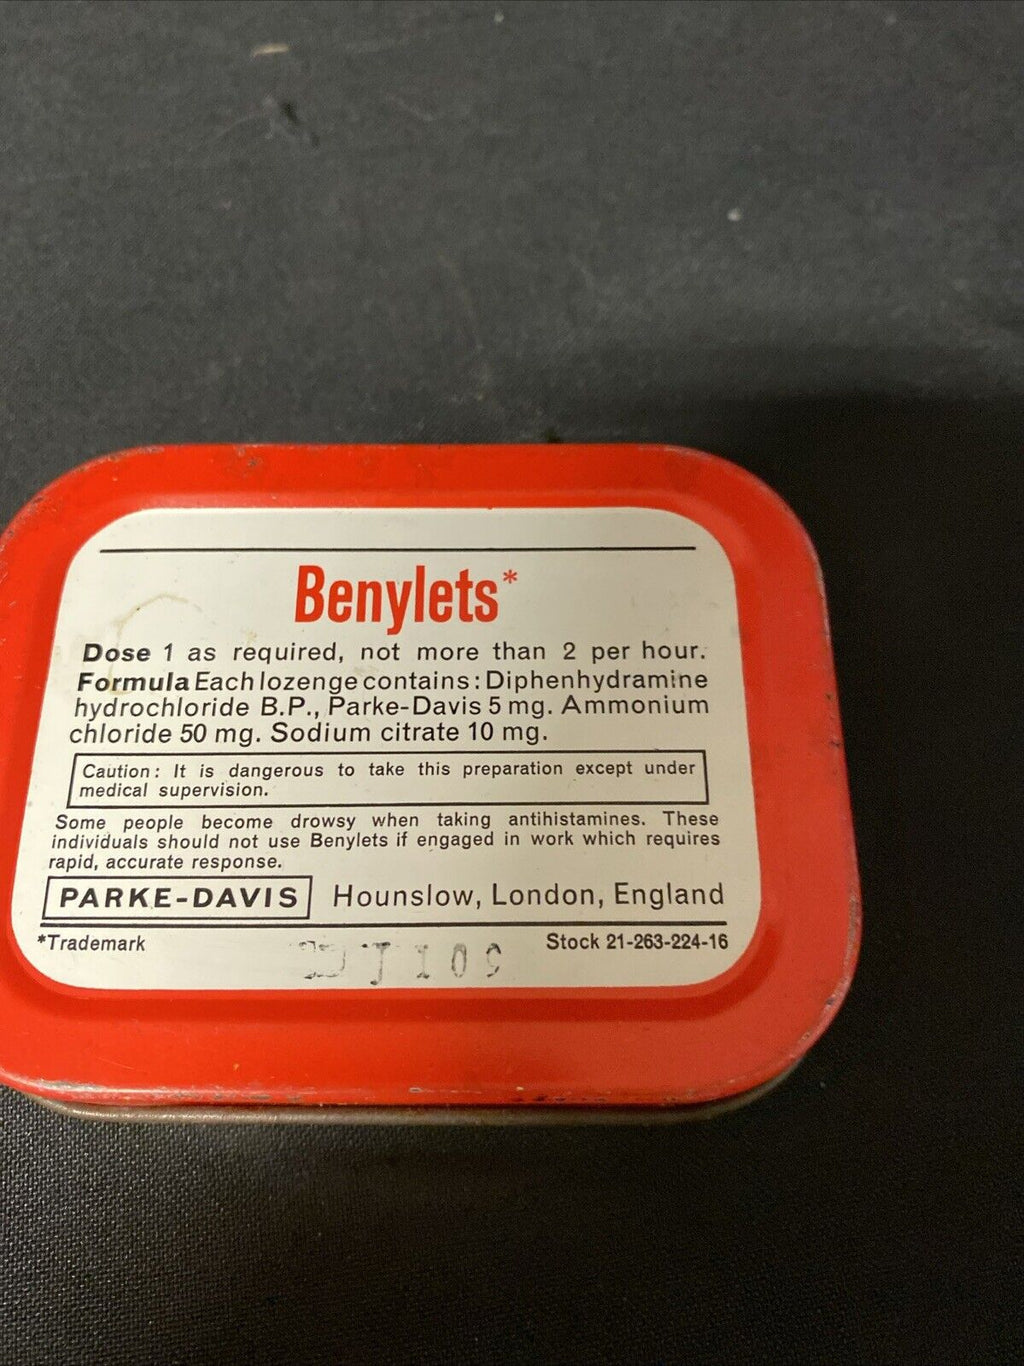 Benylets*
Dose 1 as required, not more than 2 per hour.
Formula Each lozenge contains: Diphenhydramine
hydrochloride B.P., Parke-Davis 5 mg. Ammonium
chloride 50 mg. Sodium citrate 10 mg.
Caution: It is dangerous to take this preparation except under
medical supervision.
Some people become drowsy when taking antihistamines. These
individuals should not use Benylets if engaged in work which requires
rapid, accurate response.
PARKE-DAVIS Hounslow, London, England
*Trademark Stock 21-263-224-16